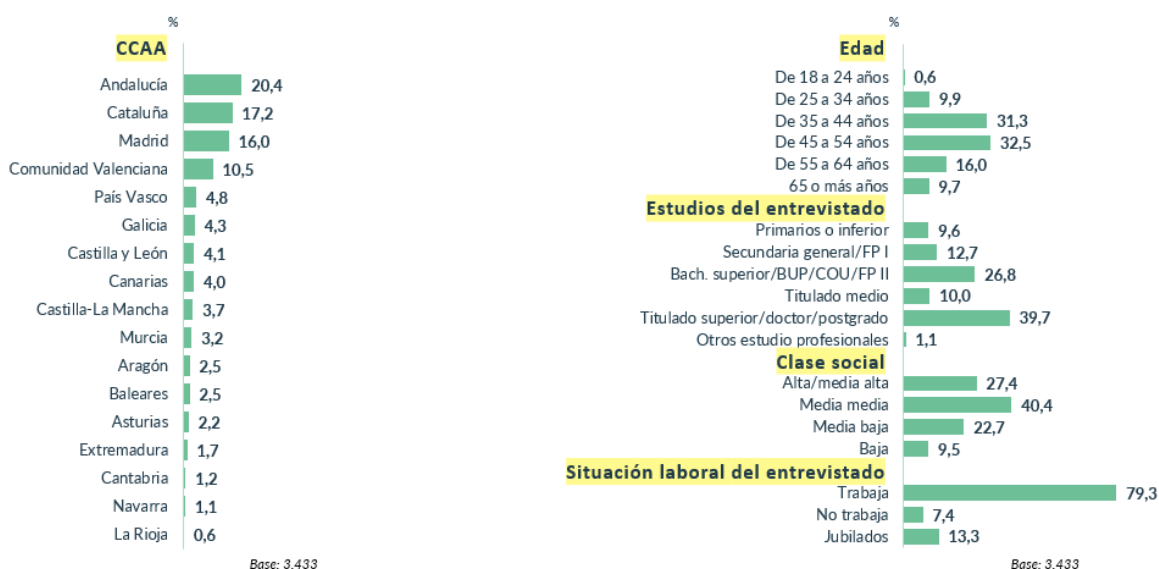 %
CCAA
Andalucía 20,4
Cataluña 17,2
Madrid 16,0
Comunidad Valenciana 10,5
País Vasco 4,8
Galicia 4,3
Castilla y León 4,1
Canarias 4,0
Castilla-La Mancha 3,7
Murcia 3,2
Aragón 2,5
Baleares 2,5
Asturias 2,2
Extremadura 1,7
Cantabria 1,2
Navarra 1,1
La Rioja 0,6
Base: 3.433
%
Edad
De 18 a 24 años 0,6
De 25 a 34 años 9,9
De 35 a 44 años 31,3
De 45 a 54 años 32,5
De 55 a 64 años 16,0
65 o más años 9,7
Estudios del entrevistado
Primarios o inferior 9,6
Secundaria general/FP I 12,7
Bach. superior/BUP/COU/FP II 26,8
Titulado medio 10,0
Titulado superior/doctor/postgrado 39,7
Otros estudio profesionales 1,1
Clase social
Alta/media alta 27,4
Media media 40,4
Media baja 22,7
Baja 9,5
Situación laboral del entrevistado
Trabaja 79,3
No trabaja 7,4
Jubilados 13,3
Base: 3.433